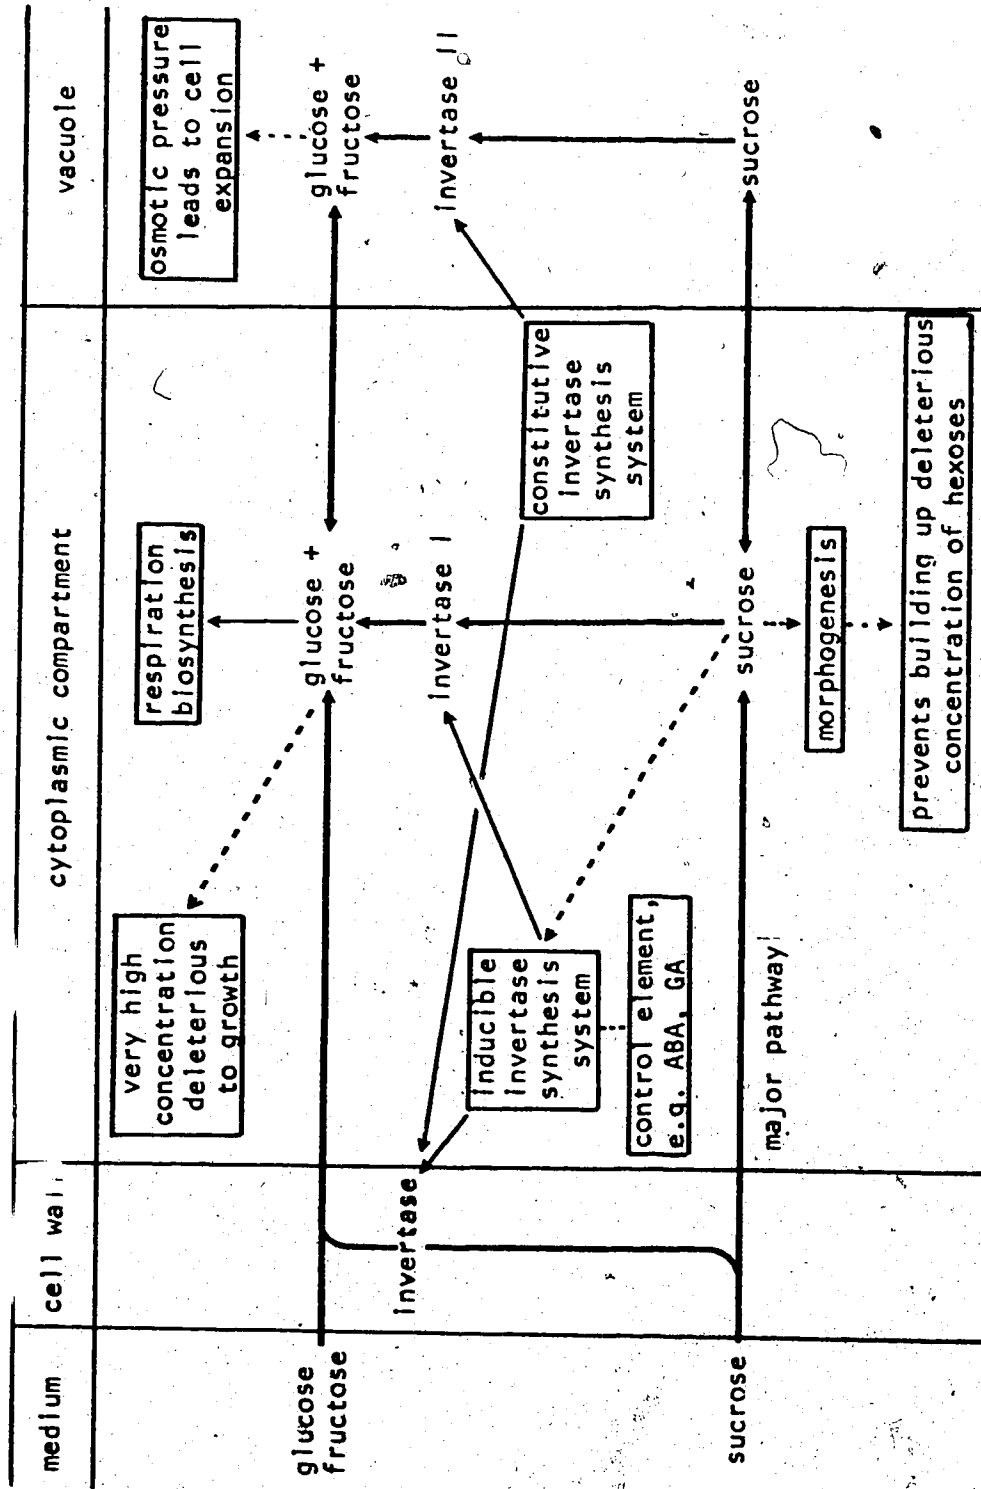 medium
cell wall
cytoplasmic compartment
vacuole
very high
concentration
deleterious
to growth
respiration
biosynthesis
osmotic pressure
leads to cell
expansion
glucose
fructose
glucose +
fructose
glucose +
fructose
invertase
invertase I
invertase II
inducible
invertase
synthesis
system
constitutive
invertase
synthesis
system
control element,
e.g. ABA, GA
sucrose
sucrose
sucrose
major pathway
morphogenesis
prevents building up deleterious
concentration of hexoses